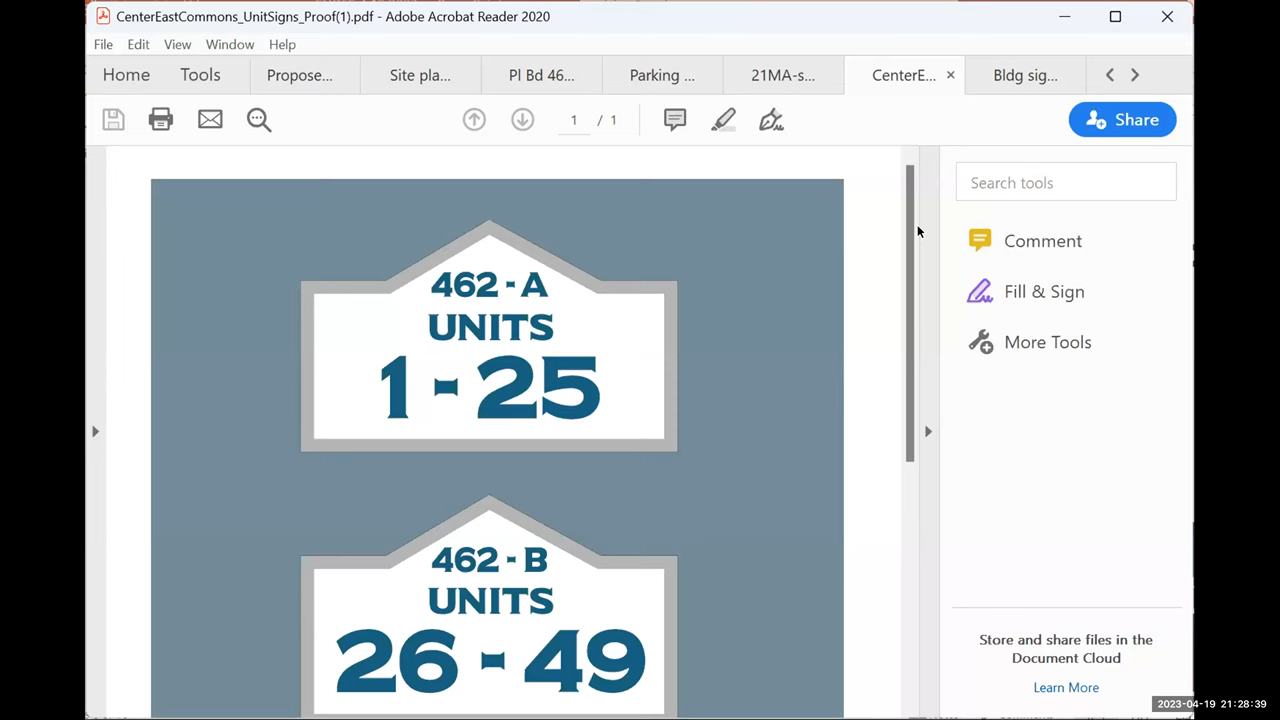 CenterEastCommons_UnitSigns_Proof(1).pdf - Adobe Acrobat Reader 2020
File Edit View Window Help
Home Tools Propose... Site pla... Pl Bd 46... Parking ... 21MA-s... CenterE... × Bldg sig...
1 / 1 Share
Search tools
Comment
Fill & Sign
More Tools
462 - A
UNITS
1 - 25
462 - B
UNITS
26 - 49
Store and share files in the
Document Cloud
Learn More
2023-04-19 21:28:39